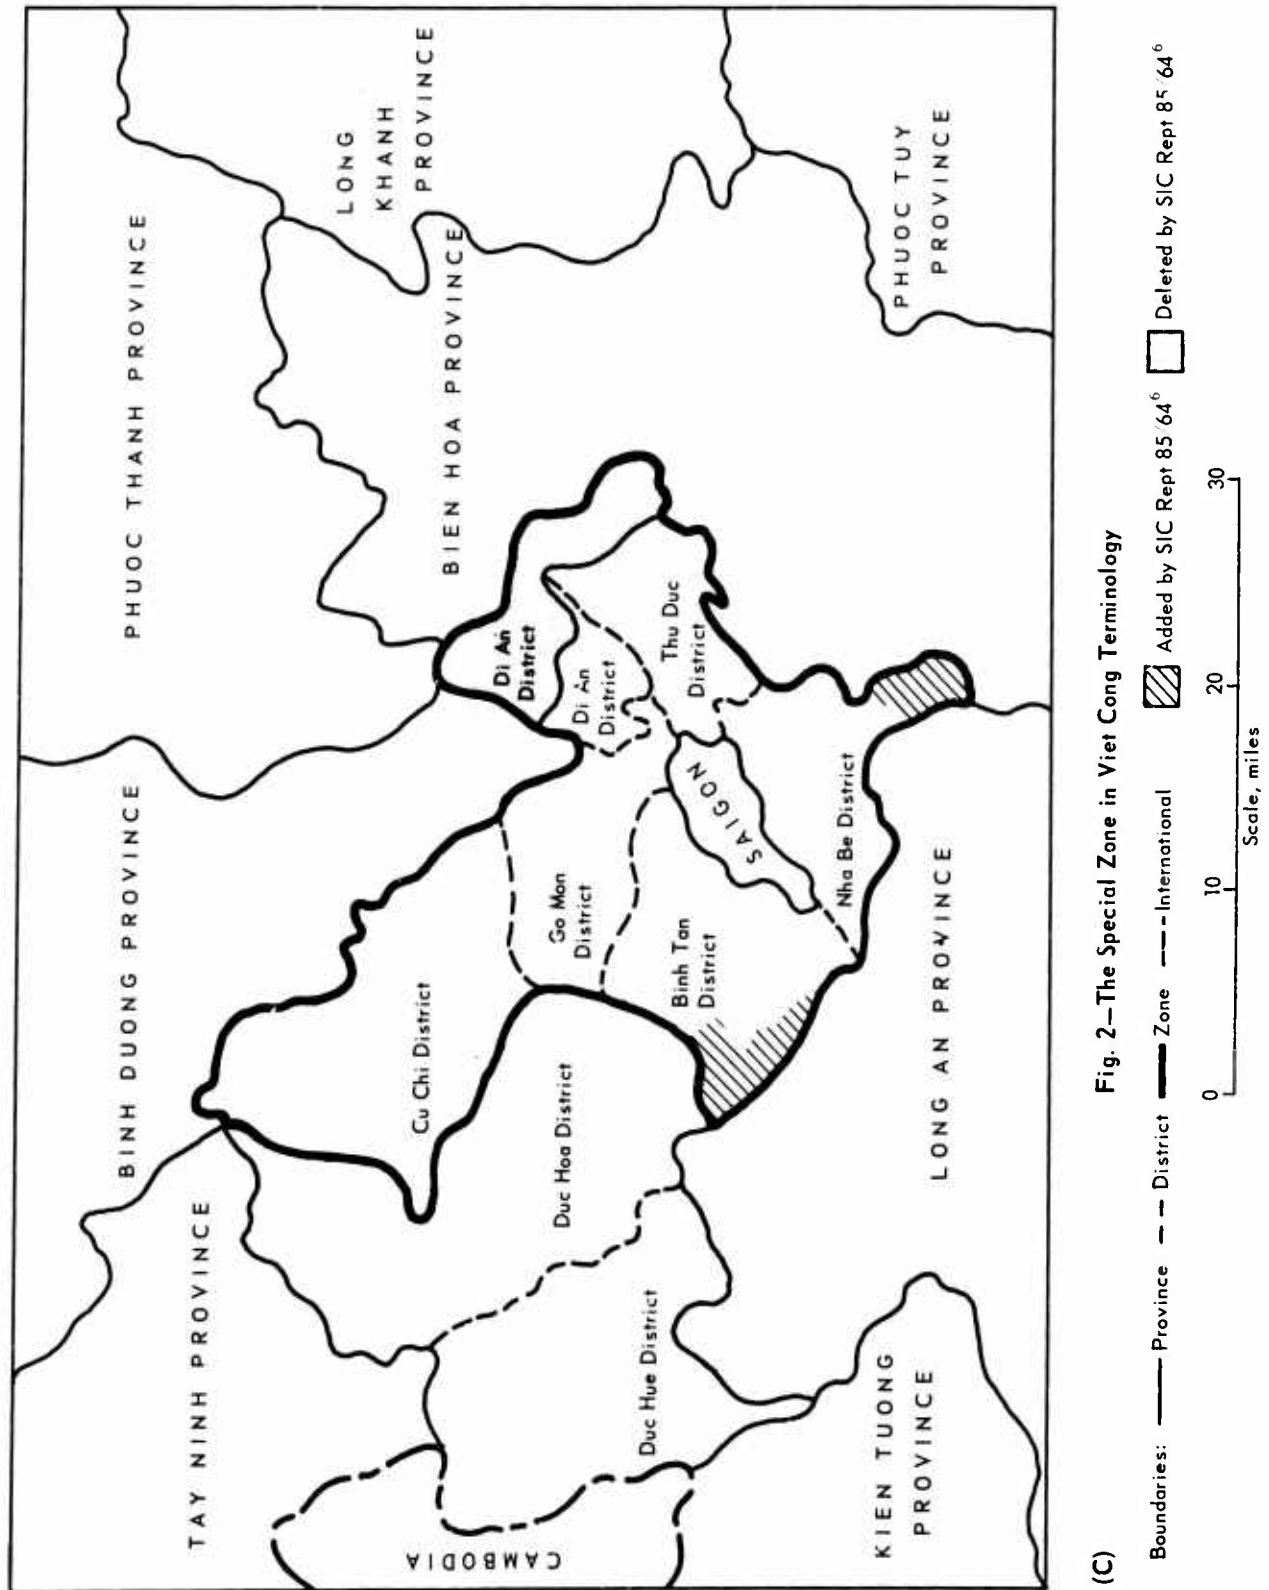 PHUOC THANH PROVINCE
LONG
KHANH
PROVINCE
BINH DUONG PROVINCE
TAY NINH PROVINCE
BIEN HOA PROVINCE
Di An
District
Di An
District
Thu Duc
District
Cu Chi District
Go Mon
District
SAIGON
Duc Hoa District
Binh Tan
District
Nha Be District
Duc Hue District
CAMBODIA
PHUOC TUY
PROVINCE
LONG AN PROVINCE
KIEN TUONG
PROVINCE
(C)
Fig. 2—The Special Zone in Viet Cong Terminology
Boundaries: Province District Zone International Added by SIC Rept 85/64⁶ Deleted by SIC Rept 85/64⁶
0 10 20 30
Scale, miles